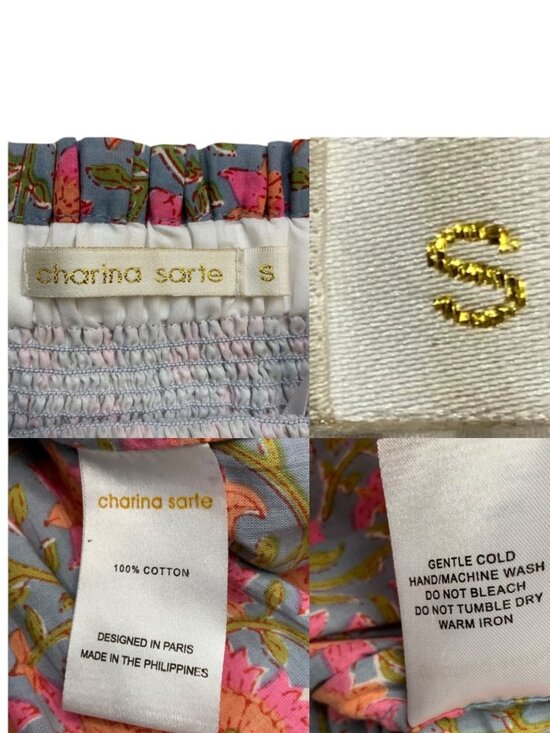 charina sarte S
S
charina sarte
100% COTTON
DESIGNED IN PARIS
MADE IN THE PHILIPPINES
GENTLE COLD
HAND/MACHINE WASH
DO NOT BLEACH
DO NOT TUMBLE DRY
WARM IRON